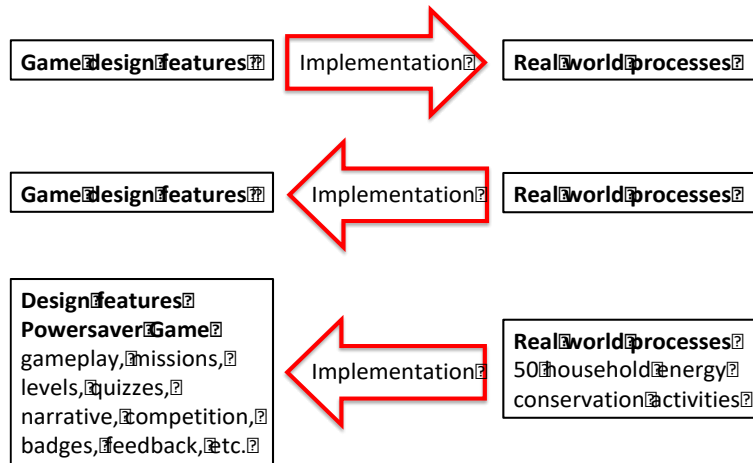 Game design features
Implementation
Real world processes
Game design features
Implementation
Real world processes
Design features
Powersaver Game
gameplay, missions,
levels, quizzes,
narrative, competition,
badges, feedback, etc.
Implementation
Real world processes
50 household energy
conservation activities